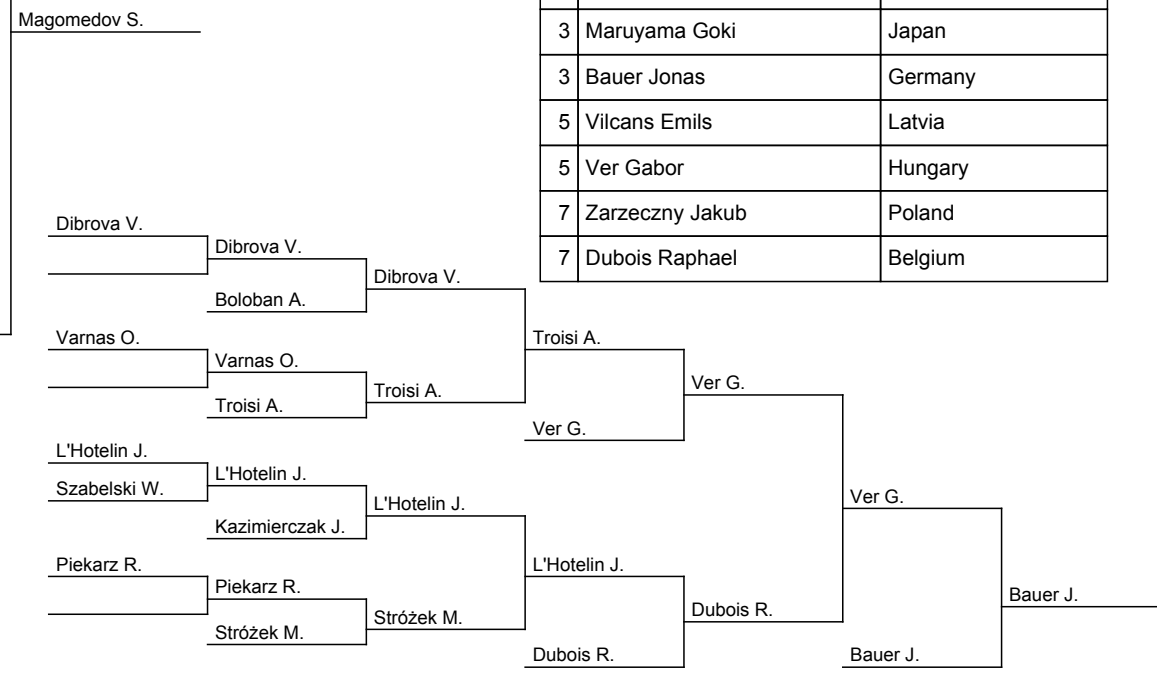 Magomedov S.
3 Maruyama Goki Japan
3 Bauer Jonas Germany
5 Vilcans Emils Latvia
5 Ver Gabor Hungary
7 Zarzeczny Jakub Poland
7 Dubois Raphael Belgium
Dibrova V.
Dibrova V.
Dibrova V.
Boloban A.
Varnas O.
Troisi A.
Varnas O.
Troisi A.
Ver G.
Troisi A.
Ver G.
L'Hotelin J.
L'Hotelin J.
Szabelski W.
L'Hotelin J.
Ver G.
Kazimierczak J.
Piekarz R.
L'Hotelin J.
Piekarz R.
Bauer J.
Stróżek M.
Dubois R.
Stróżek M.
Dubois R.
Bauer J.